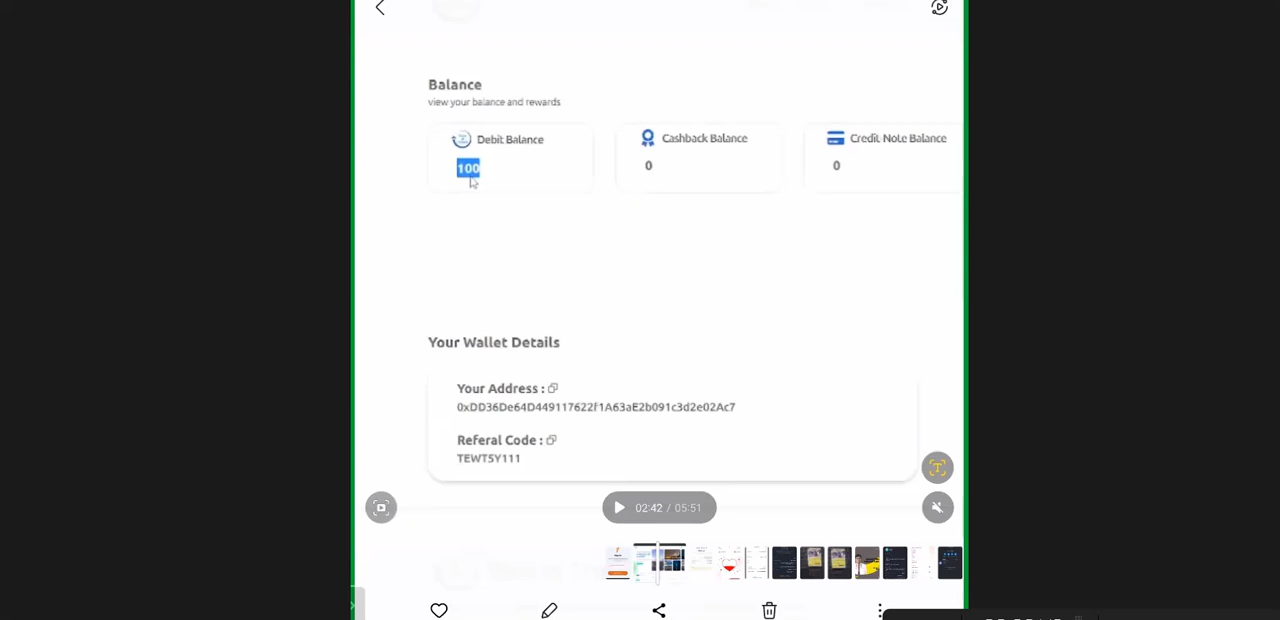 Balance
view your balance and rewards
Debit Balance
Cashback Balance
Credit Note Balance
100
0
0
Your Wallet Details
Your Address :
0xDD36De64D449117622f1A63aE2b091c3d2e02Ac7
Referal Code :
TEWT5Y111
T
02:42 / 05:51